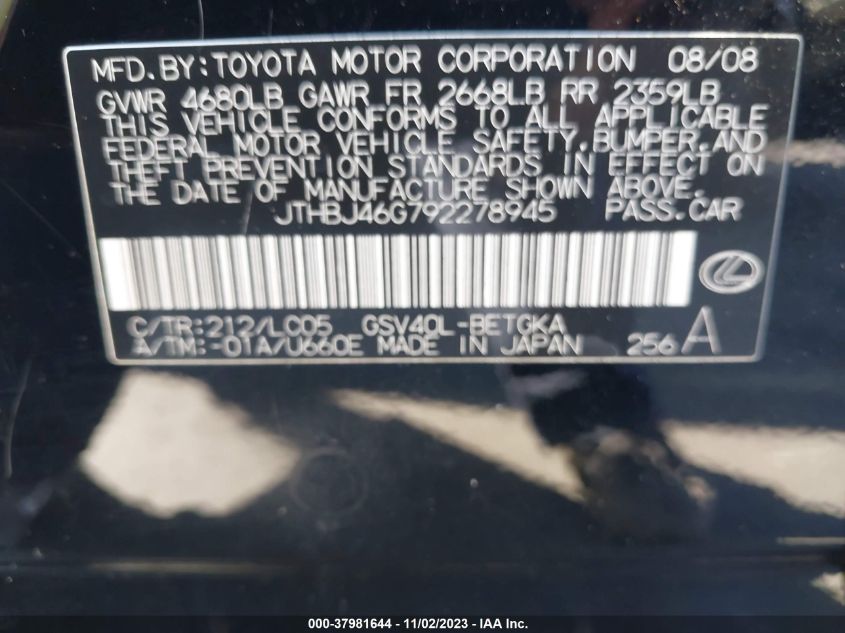 MFD.BY:TOYOTA MOTOR CORPORATION 08/08
GVWR 4680LB GAWR FR 2668LB RR 2359LB
THIS VEHICLE CONFORMS TO ALL APPLICABLE
FEDERAL MOTOR VEHICLE SAFETY,BUMPER,AND
THEFT PREVENTION STANDARDS IN EFFECT ON
THE DATE OF MANUFACTURE SHOWN ABOVE.
JTHBJ46G792278945 PASS.CAR
C/TR:212/LC05 GSV40L-BETGKA
A/TM:-01A/U660E MADE IN JAPAN 256A
000-37981644 - 11/02/2023 - IAA Inc.